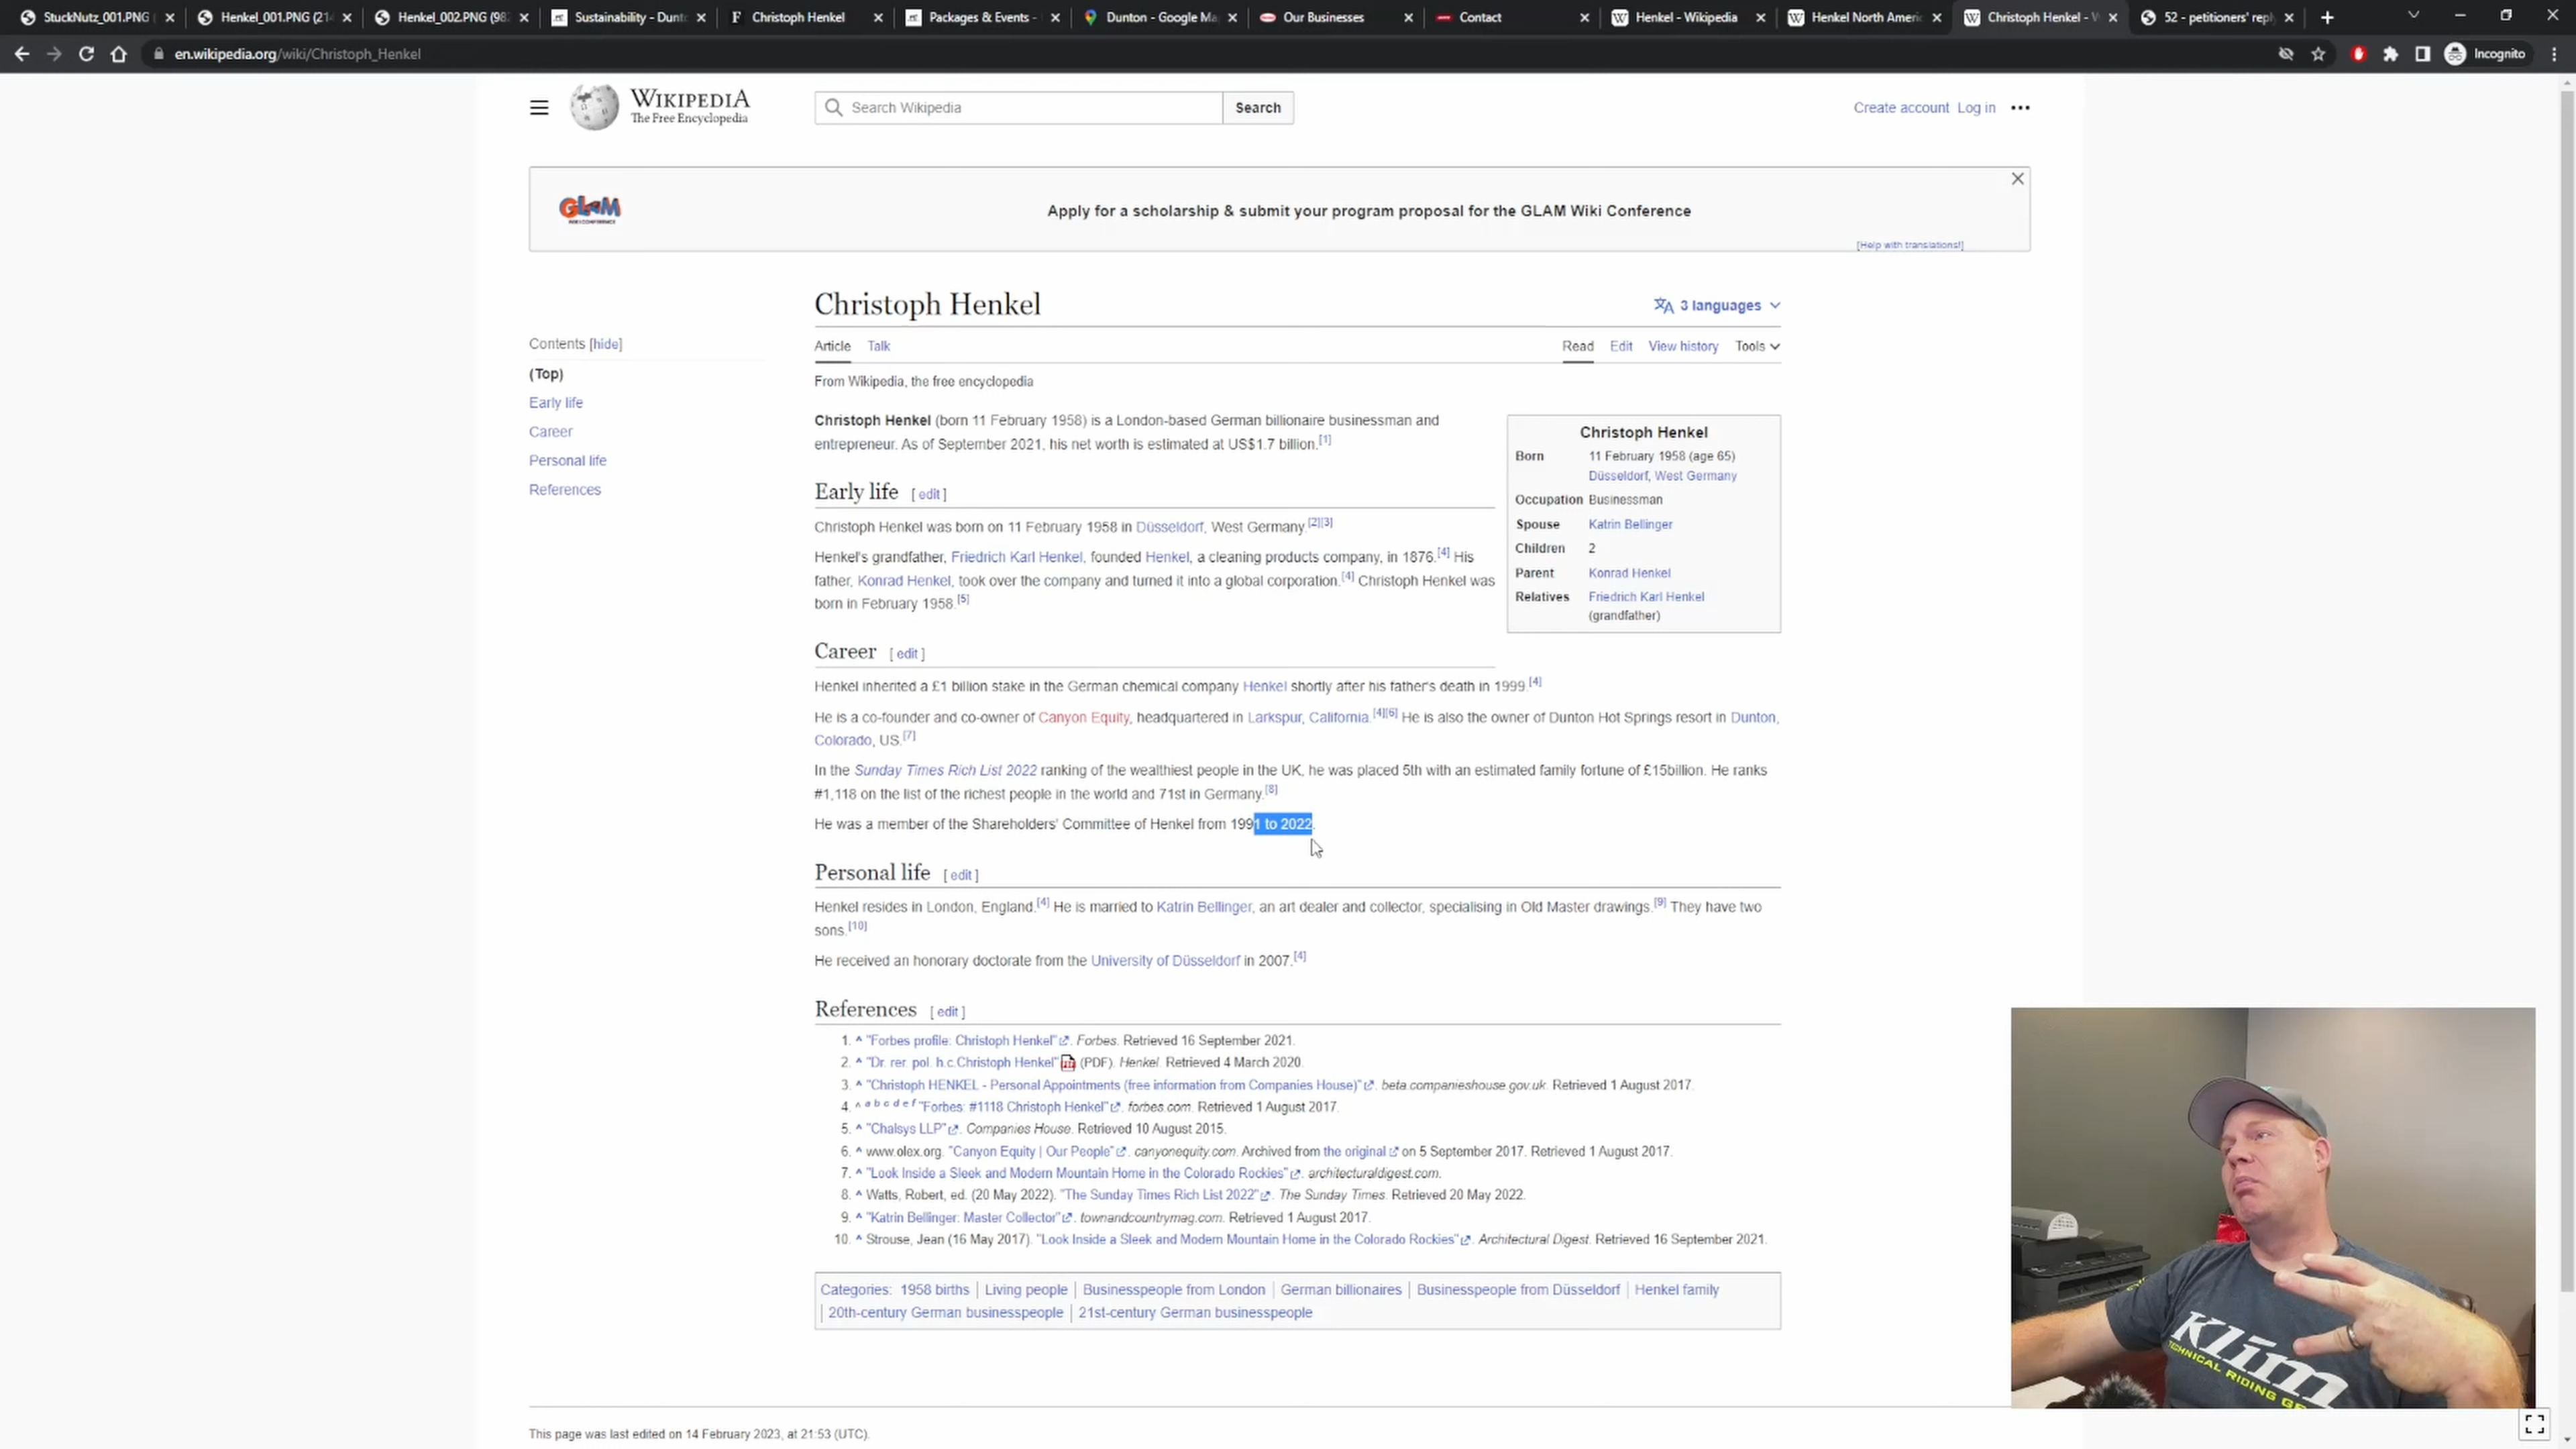 StuckNutz_001.PNG
Henkel_001.PNG (21
Henkel_002.PNG (98
Sustainability - Dunt
Christoph Henkel
Packages & Events -
Dunton - Google Ma
Our Businesses
Contact
Henkel - Wikipedia
Henkel North Ameri
Christoph Henkel - W
52 - petitioners' repl
en.wikipedia.org/wiki/Christoph_Henkel
Incognito
WIKIPEDIA
The Free Encyclopedia
Search Wikipedia
Search
Create account Log in
GLAM
Apply for a scholarship & submit your program proposal for the GLAM Wiki Conference
[Help with translations!]
Christoph Henkel
3 languages
Contents [hide]
(Top)
Early life
Career
Personal life
References
Article Talk
Read Edit View history Tools
From Wikipedia, the free encyclopedia
Christoph Henkel (born 11 February 1958) is a London-based German billionaire businessman and
entrepreneur. As of September 2021, his net worth is estimated at US$1.7 billion.[1]
Christoph Henkel
Born 11 February 1958 (age 65)
Düsseldorf, West Germany
Occupation Businessman
Spouse Katrin Bellinger
Children 2
Parent Konrad Henkel
Relatives Friedrich Karl Henkel
(grandfather)
Early life [ edit ]
Christoph Henkel was born on 11 February 1958 in Düsseldorf, West Germany.[2][3]
Henkel's grandfather, Friedrich Karl Henkel, founded Henkel, a cleaning products company, in 1876.[4] His
father, Konrad Henkel, took over the company and turned it into a global corporation.[4] Christoph Henkel was
born in February 1958.[5]
Career [ edit ]
Henkel inherited a £1 billion stake in the German chemical company Henkel shortly after his father's death in 1999.[4]
He is a co-founder and co-owner of Canyon Equity, headquartered in Larkspur, California.[4][6] He is also the owner of Dunton Hot Springs resort in Dunton,
Colorado, US.[7]
In the Sunday Times Rich List 2022 ranking of the wealthiest people in the UK, he was placed 5th with an estimated family fortune of £15billion. He ranks
#1,118 on the list of the richest people in the world and 71st in Germany.[8]
He was a member of the Shareholders' Committee of Henkel from 1991 to 2022.
Personal life [ edit ]
Henkel resides in London, England.[4] He is married to Katrin Bellinger, an art dealer and collector, specialising in Old Master drawings.[9] They have two
sons.[10]
He received an honorary doctorate from the University of Düsseldorf in 2007.[4]
References [ edit ]
1. ^ "Forbes profile: Christoph Henkel". Forbes. Retrieved 16 September 2021.
2. ^ "Dr. rer. pol. h.c.Christoph Henkel" (PDF). Henkel. Retrieved 4 March 2020.
3. ^ "Christoph HENKEL - Personal Appointments (free information from Companies House)". beta.companieshouse.gov.uk. Retrieved 1 August 2017.
4. ^ a b c d e f "Forbes: #1118 Christoph Henkel". forbes.com. Retrieved 1 August 2017.
5. ^ "Chalsys LLP". Companies House. Retrieved 10 August 2015.
6. ^ www.olex.org. "Canyon Equity | Our People". canyonequity.com. Archived from the original on 5 September 2017. Retrieved 1 August 2017.
7. ^ "Look Inside a Sleek and Modern Mountain Home in the Colorado Rockies". architecturaldigest.com.
8. ^ Watts, Robert, ed. (20 May 2022). "The Sunday Times Rich List 2022". The Sunday Times. Retrieved 20 May 2022.
9. ^ "Katrin Bellinger: Master Collector". townandcountrymag.com. Retrieved 1 August 2017.
10. ^ Strouse, Jean (16 May 2017). "Look Inside a Sleek and Modern Mountain Home in the Colorado Rockies". Architectural Digest. Retrieved 16 September 2021.
Categories: 1958 births | Living people | Businesspeople from London | German billionaires | Businesspeople from Düsseldorf | Henkel family
| 20th-century German businesspeople | 21st-century German businesspeople
This page was last edited on 14 February 2023, at 21:53 (UTC).
Klim
TECHNICAL RIDING GE